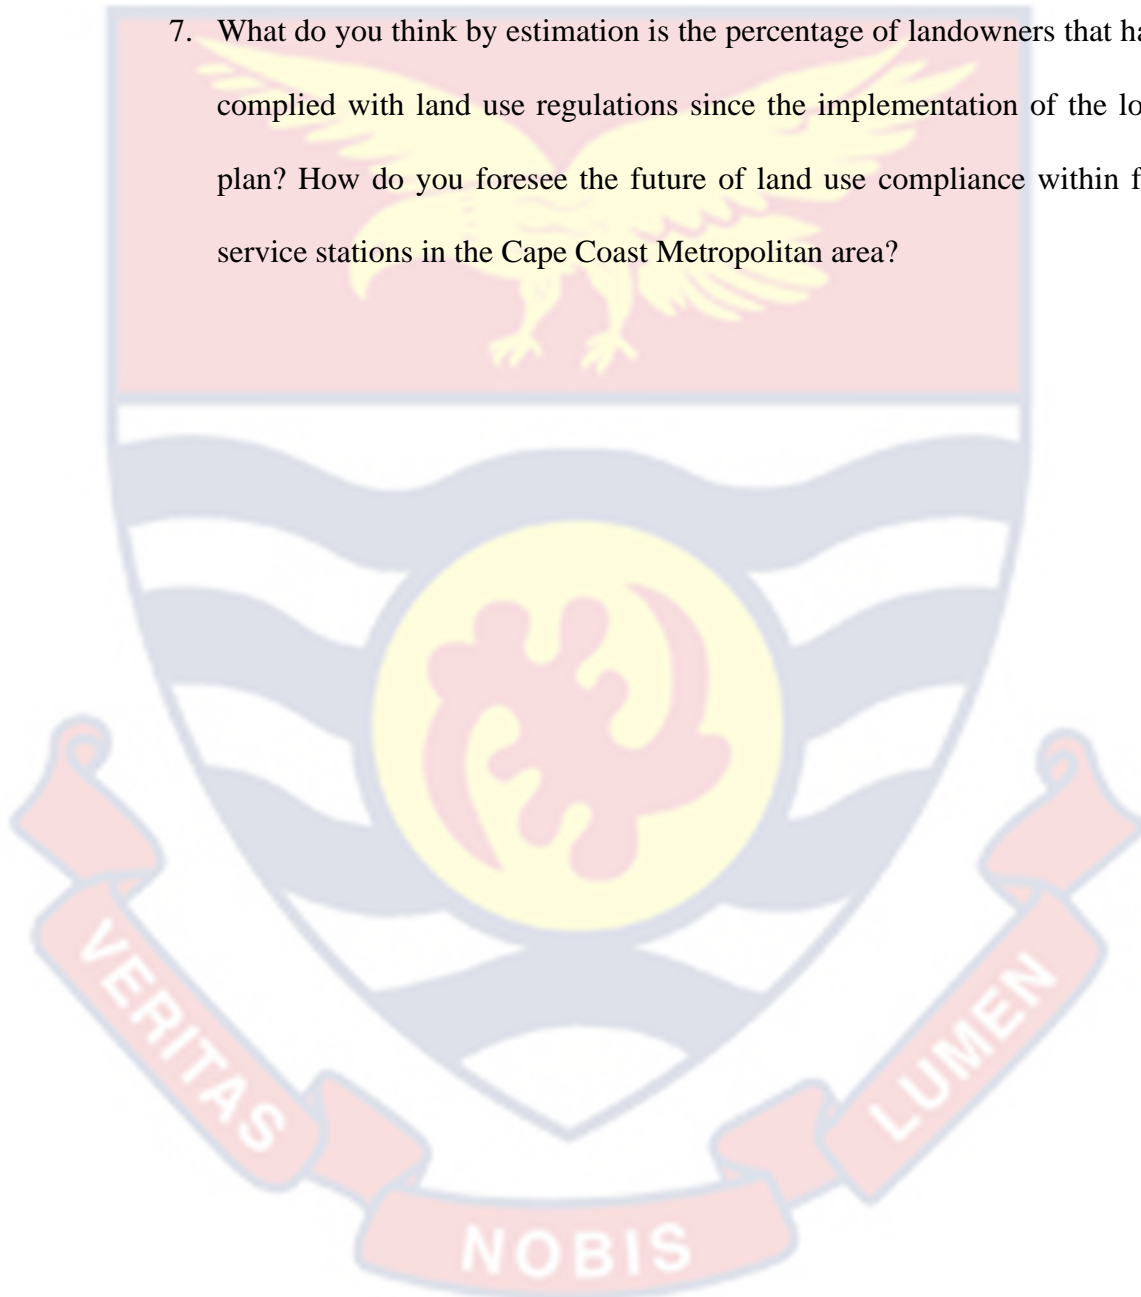 7. What do you think by estimation is the percentage of landowners that ha
complied with land use regulations since the implementation of the lo
plan? How do you foresee the future of land use compliance within f
service stations in the Cape Coast Metropolitan area?
VERITAS
NOBIS
LUMEN